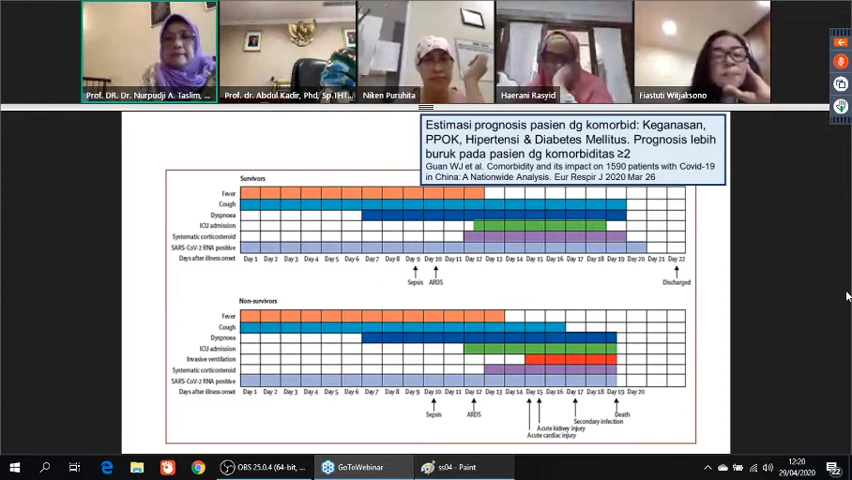 Prof. DR. Dr. Nurpudji A. Taslim, ...
Prof. dr. Abdul Kadir, Phd, Sp.THT...
Niken Puruhita
Haerani Rasyid
Fiastuti Witjaksono
Estimasi prognosis pasien dg komorbid: Keganasan,
PPOK, Hipertensi & Diabetes Mellitus. Prognosis lebih
buruk pada pasien dg komorbiditas ≥2
Guan WJ et al. Comorbidity and its impact on 1590 patients with Covid-19
in China: A Nationwide Analysis. Eur Respir J 2020 Mar 26
Survivors
Fever
Cough
Dyspnoea
ICU admission
Systematic corticosteroid
SARS-CoV-2 RNA positive
Days after illness onset Day 1 Day 2 Day 3 Day 4 Day 5 Day 6 Day 7 Day 8 Day 9 Day 10 Day 11 Day 12 Day 13 Day 14 Day 15 Day 16 Day 17 Day 18 Day 19 Day 20 Day 21 Day 22
Sepsis ARDS Discharged
Non-survivors
Fever
Cough
Dyspnoea
ICU admission
Invasive ventilation
Systematic corticosteroid
SARS-CoV-2 RNA positive
Days after illness onset Day 1 Day 2 Day 3 Day 4 Day 5 Day 6 Day 7 Day 8 Day 9 Day 10 Day 11 Day 12 Day 13 Day 14 Day 15 Day 16 Day 17 Day 18 Day 19 Day 20
Sepsis ARDS Death
Secondary infection
Acute kidney injury
Acute cardiac injury
OBS 25.0.4 (64-bit, ...
GoToWebinar
ss04 - Paint
12:20
29/04/2020
22